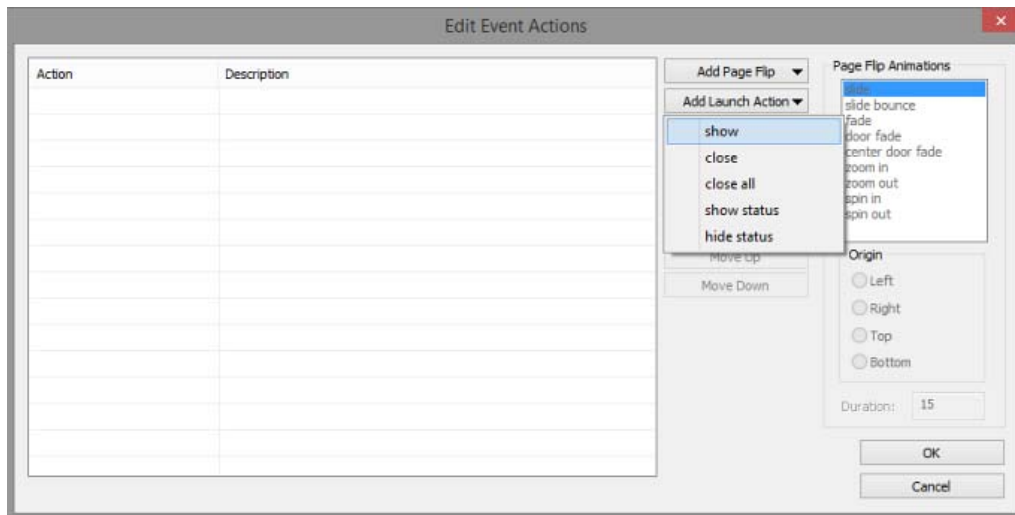 Edit Event Actions
Action
Description
Add Page Flip
Add Launch Action
show
close
close all
show status
hide status
Move Up
Move Down
Page Flip Animations
slide
slide bounce
fade
door fade
center door fade
zoom in
zoom out
spin in
spin out
Origin
Left
Right
Top
Bottom
Duration: 15
OK
Cancel